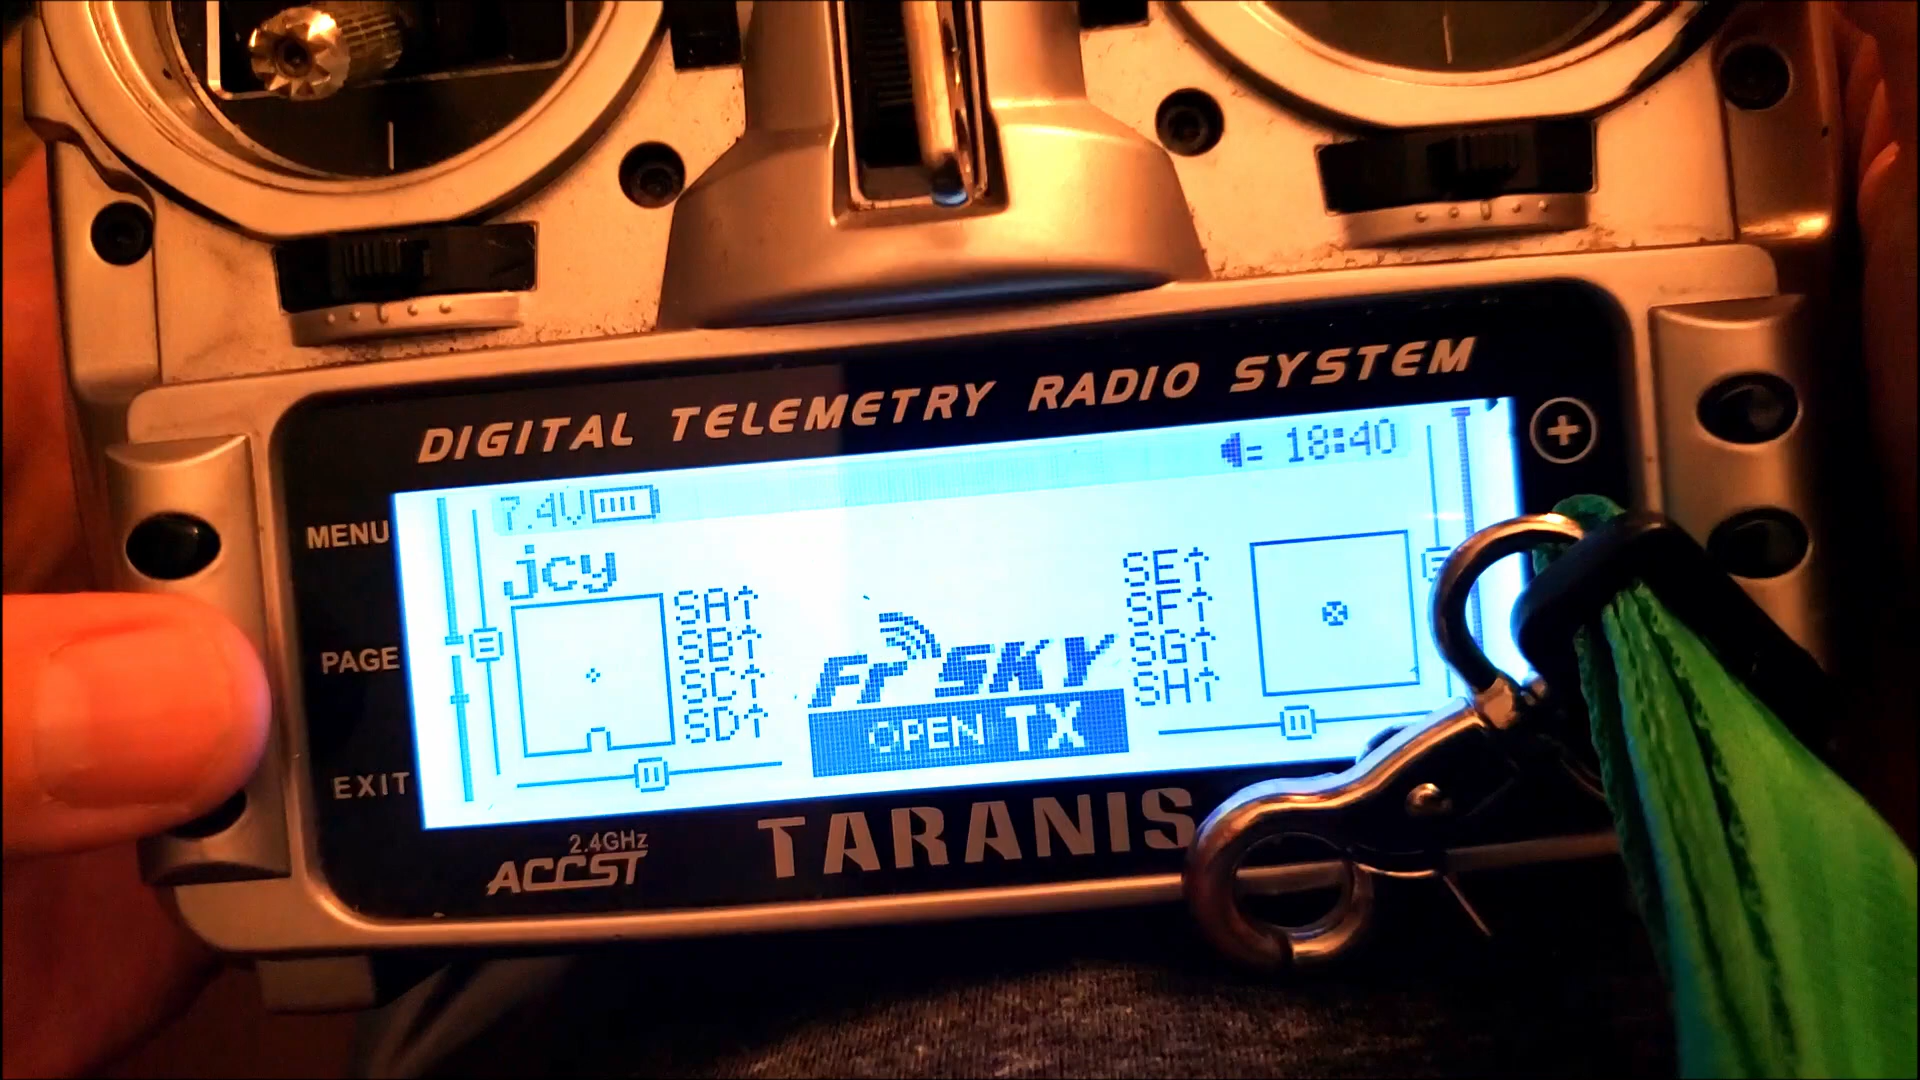 DIGITAL TELEMETRY RADIO SYSTEM
7.4V
18:40
MENU
jcy
SA↑
SB↑
SC↑
SD↑
SE↑
SF↑
SG↑
SH↑
PAGE
FrSKY
OPEN TX
EXIT
2.4GHz
ACCST
TARANIS